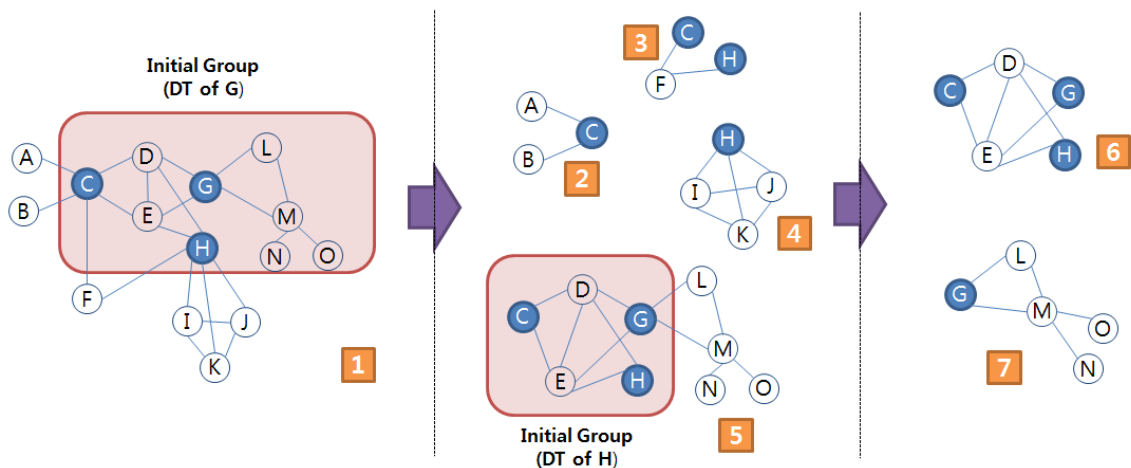 Initial Group
(DT of G)
A
B
C
D
E
F
G
H
L
M
N
O
I
J
K
1
3
C
H
F
A
B
C
2
H
I
J
K
4
C
D
G
E
H
L
M
N
O
5
Initial Group
(DT of H)
D
C
G
E
H
6
L
G
M
O
N
7